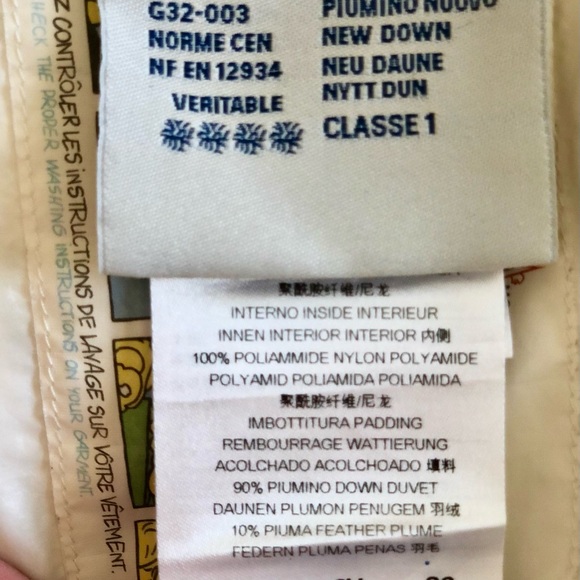 G32-003
NORME CEN
NF EN 12934
VERITABLE
PIUMINO NUOVO
NEW DOWN
NEU DAUNE
NYTT DUN
CLASSE 1
聚酰胺纤维/尼龙
INTERNO INSIDE INTERIEUR
INNEN INTERIOR INTERIOR 内侧
100% POLIAMMIDE NYLON POLYAMIDE
POLYAMID POLIAMIDA POLIAMIDA
聚酰胺纤维/尼龙
IMBOTTITURA PADDING
REMBOURRAGE WATTIERUNG
ACOLCHADO ACOLCHOADO 填料
90% PIUMINO DOWN DUVET
DAUNEN PLUMON PENUGEM 羽绒
10% PIUMA FEATHER PLUME
FEDERN PLUMA PENAS 羽毛
Z CONTRÔLER LES INSTRUCTIONS DE LAVAGE SUR VÔTRE VÊTEMENT.
CHECK THE PROPER WASHING INSTRUCTIONS ON YOUR GARMENT.